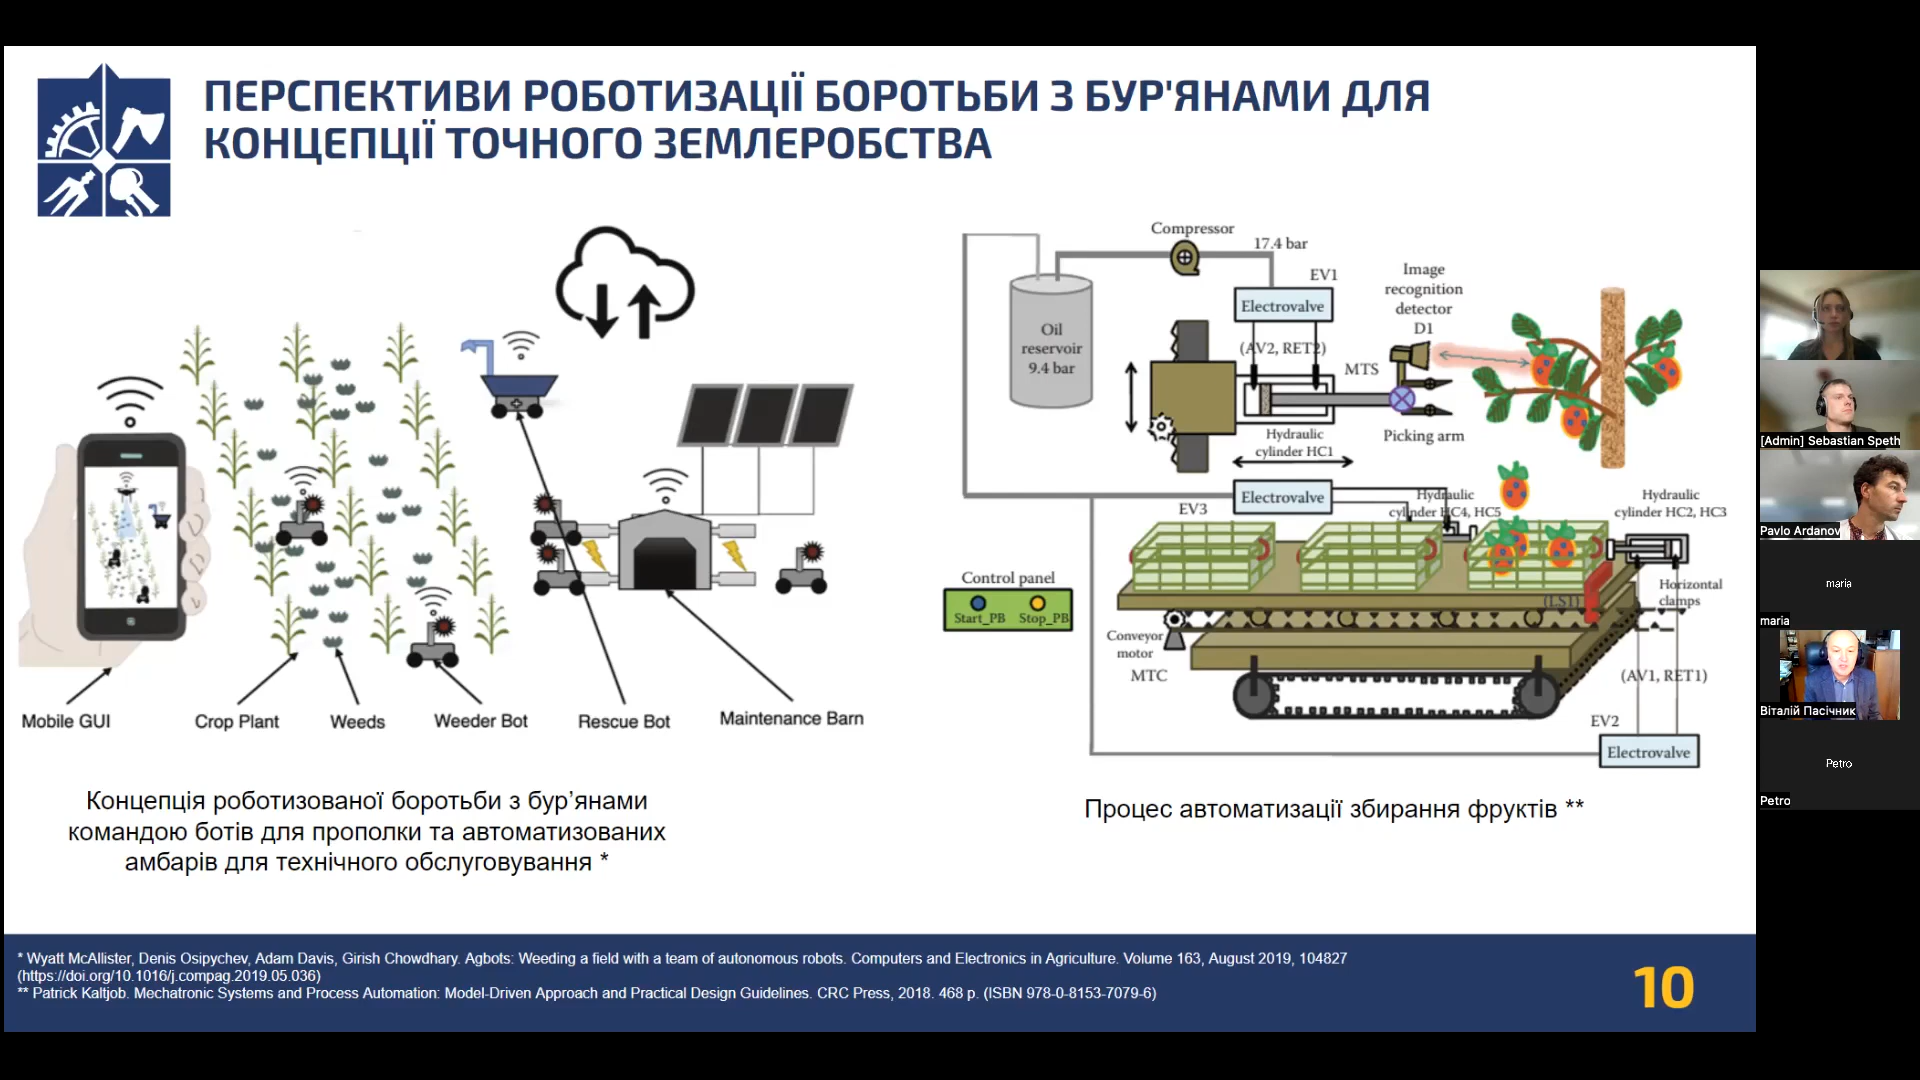 ПЕРСПЕКТИВИ РОБОТИЗАЦІЇ БОРОТЬБИ З БУР'ЯНАМИ ДЛЯ
КОНЦЕПЦІЇ ТОЧНОГО ЗЕМЛЕРОБСТВА
Mobile GUI
Crop Plant
Weeds
Weeder Bot
Rescue Bot
Maintenance Barn
Концепція роботизованої боротьби з бур’янами
командою ботів для прополки та автоматизованих
амбарів для технічного обслуговування *
Compressor
17.4 bar
EV1
Electrovalve
Image
recognition
detector
D1
Oil
reservoir
9.4 bar
(AV2, RET2)
MTS
Hydraulic
cylinder HC1
Picking arm
Electrovalve
EV3
Hydraulic
cylinder HC4, HC5
Hydraulic
cylinder HC2, HC3
Control panel
Start_PB
Stop_PB
(LS1)
Horizontal
clamps
Conveyor
motor
MTC
(AV1, RET1)
EV2
Electrovalve
Процес автоматизації збирання фруктів **
* Wyatt McAllister, Denis Osipychev, Adam Davis, Girish Chowdhary. Agbots: Weeding a field with a team of autonomous robots. Computers and Electronics in Agriculture. Volume 163, August 2019, 104827
(https://doi.org/10.1016/j.compag.2019.05.036)
** Patrick Kaltjob. Mechatronic Systems and Process Automation: Model-Driven Approach and Practical Design Guidelines. CRC Press, 2018. 468 p. (ISBN 978-0-8153-7079-6)
10
[Admin] Sebastian Speth
Pavlo Ardanov
maria
maria
Віталій Пасічник
Petro
Petro